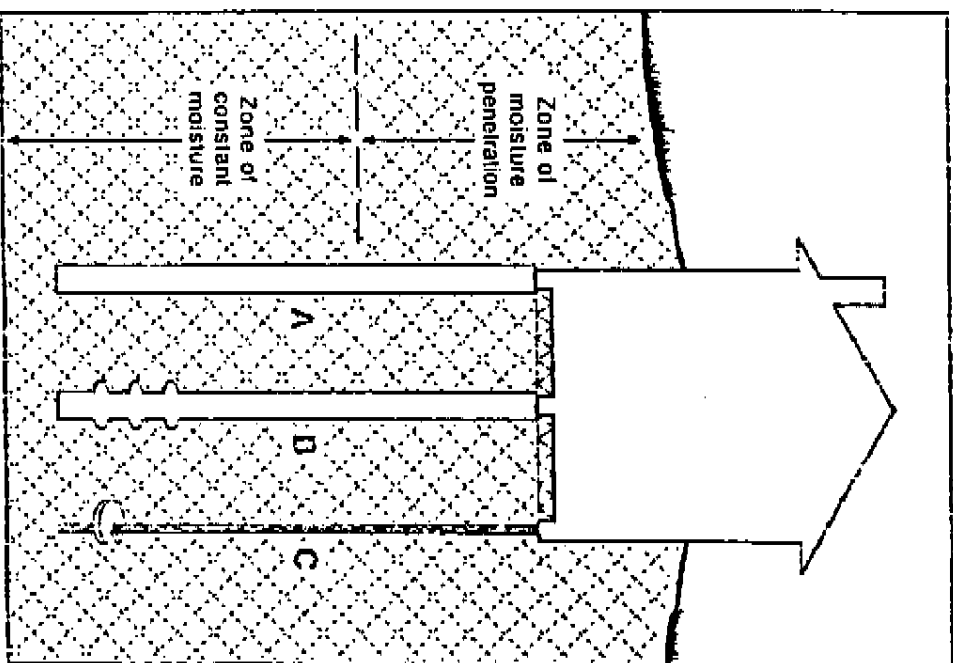 Zone of
moisture
penetration
Zone of
constant
moisture
A
B
C